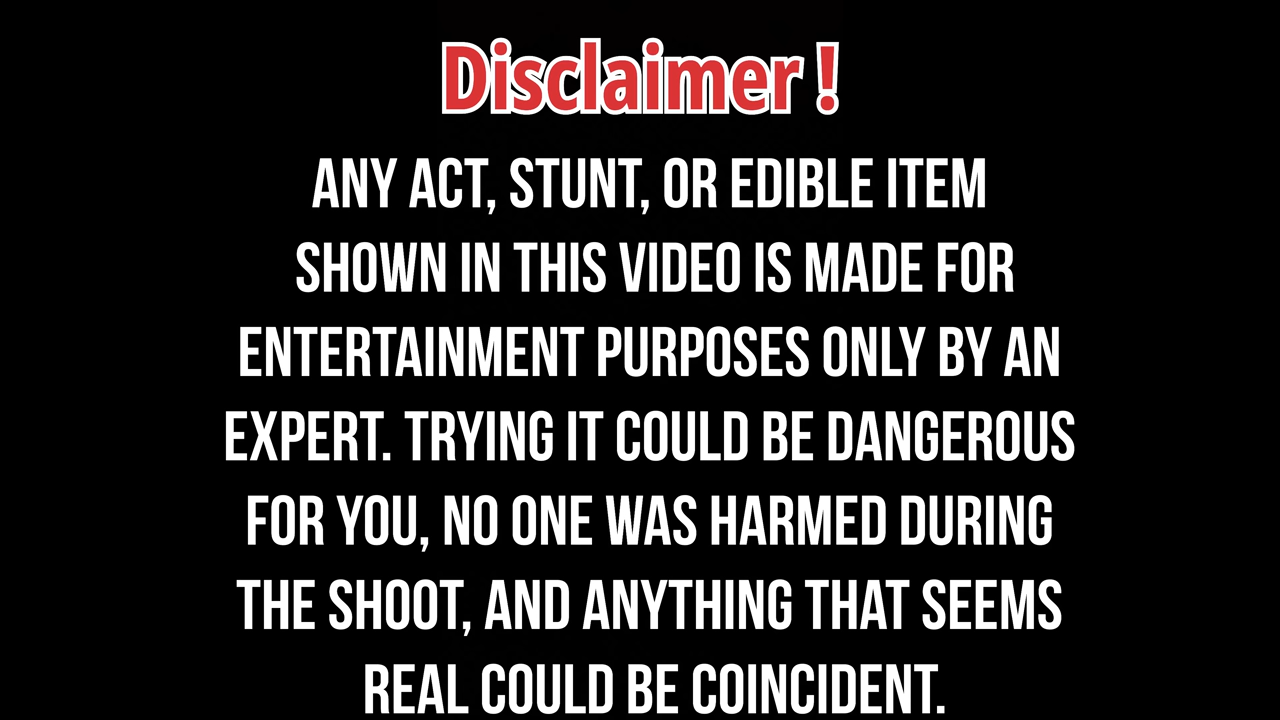 Disclaimer !
ANY ACT, STUNT, OR EDIBLE ITEM
SHOWN IN THIS VIDEO IS MADE FOR
ENTERTAINMENT PURPOSES ONLY BY AN
EXPERT. TRYING IT COULD BE DANGEROUS
FOR YOU, NO ONE WAS HARMED DURING
THE SHOOT, AND ANYTHING THAT SEEMS
REAL COULD BE COINCIDENT.